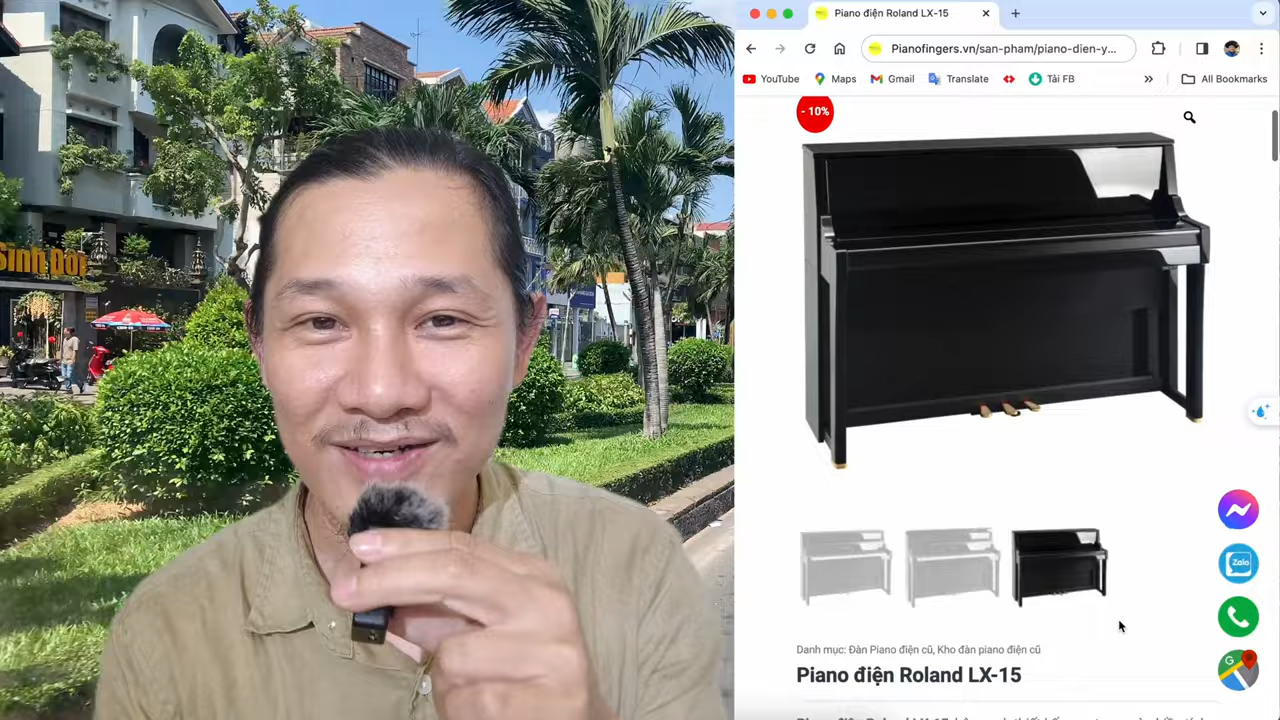 Sinh Đôi
Piano điện Roland LX-15
Pianofingers.vn/san-pham/piano-dien-y...
YouTube
Maps
Gmail
Translate
Tải FB
All Bookmarks
- 10%
Zalo
G
Danh mục: Đàn Piano điện cũ, Kho đàn piano điện cũ
Piano điện Roland LX-15